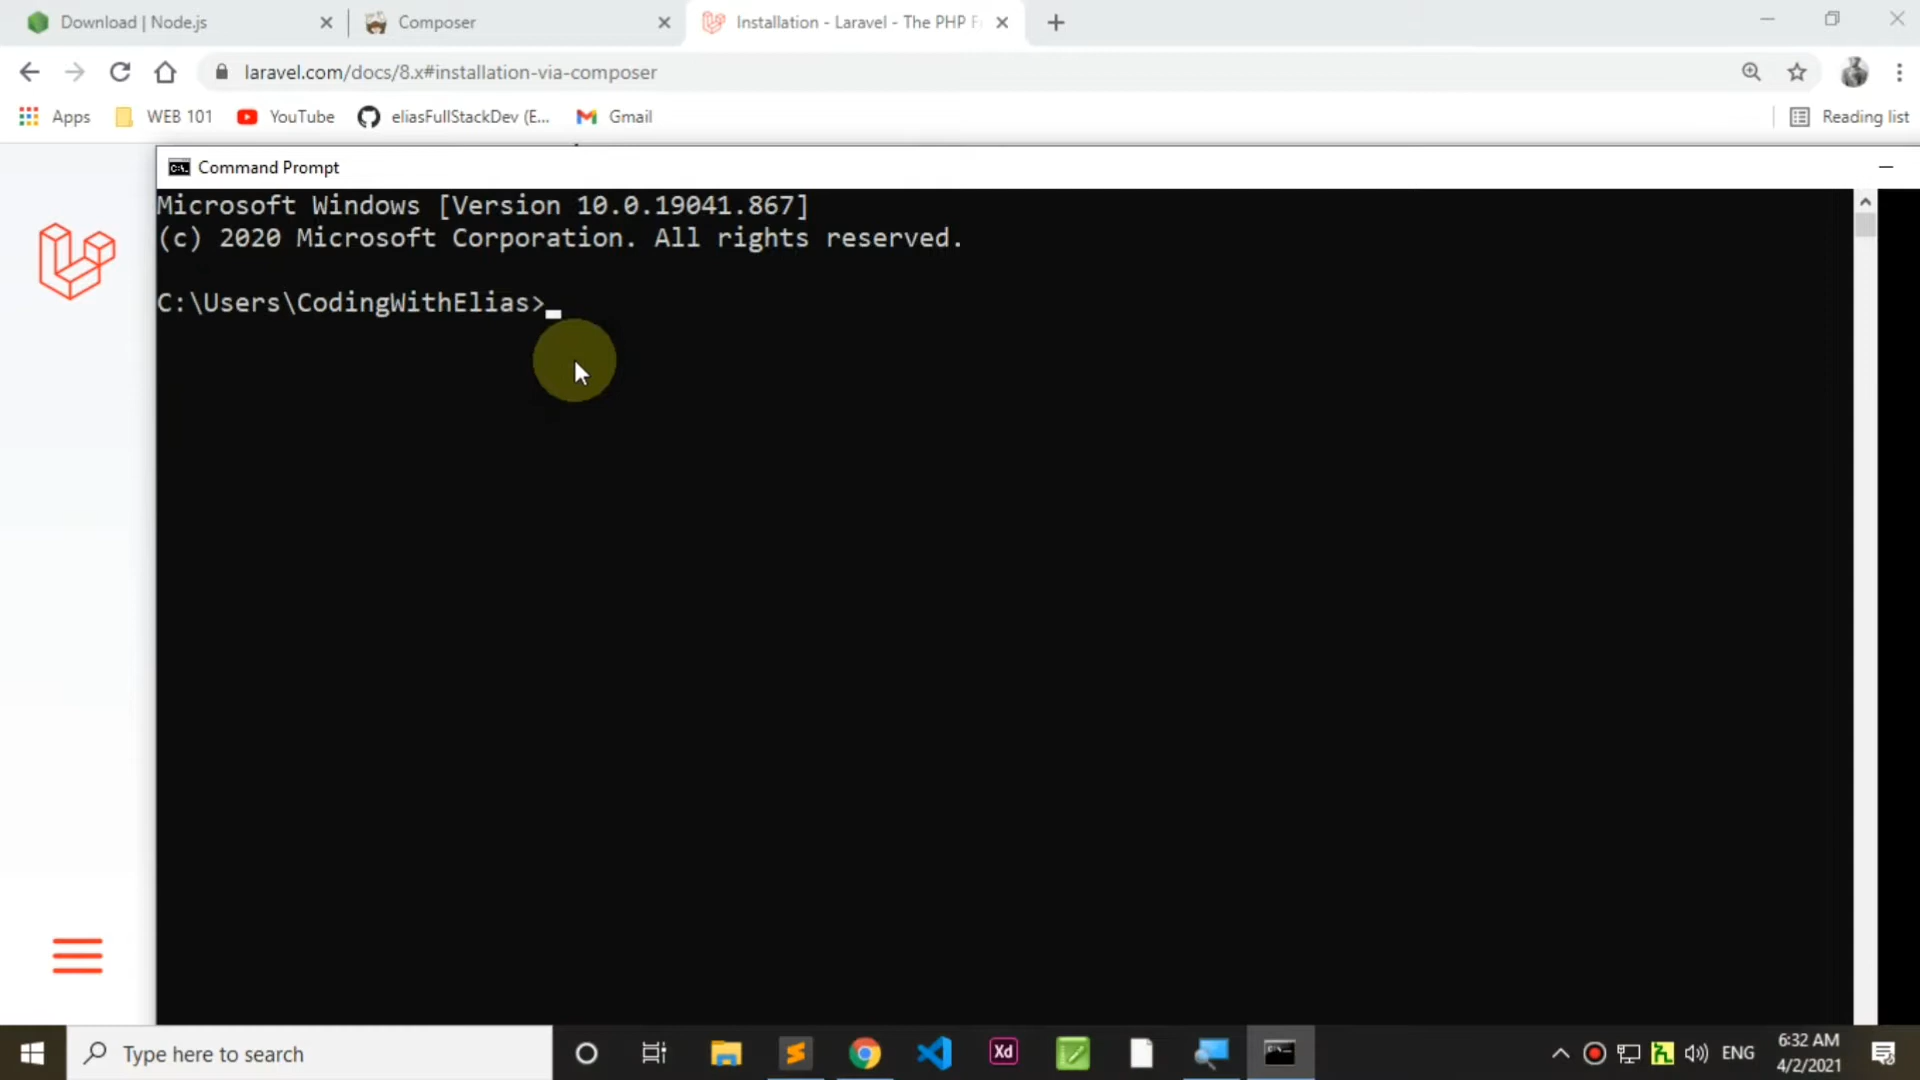 Download | Node.js
Composer
Installation - Laravel - The PHP F
laravel.com/docs/8.x#installation-via-composer
Apps
WEB 101
YouTube
eliasFullStackDev (E...
Gmail
Reading list
Command Prompt
Microsoft Windows [Version 10.0.19041.867]
(c) 2020 Microsoft Corporation. All rights reserved.
C:\Users\CodingWithElias>
Type here to search
Xd
ENG
6:32 AM
4/2/2021